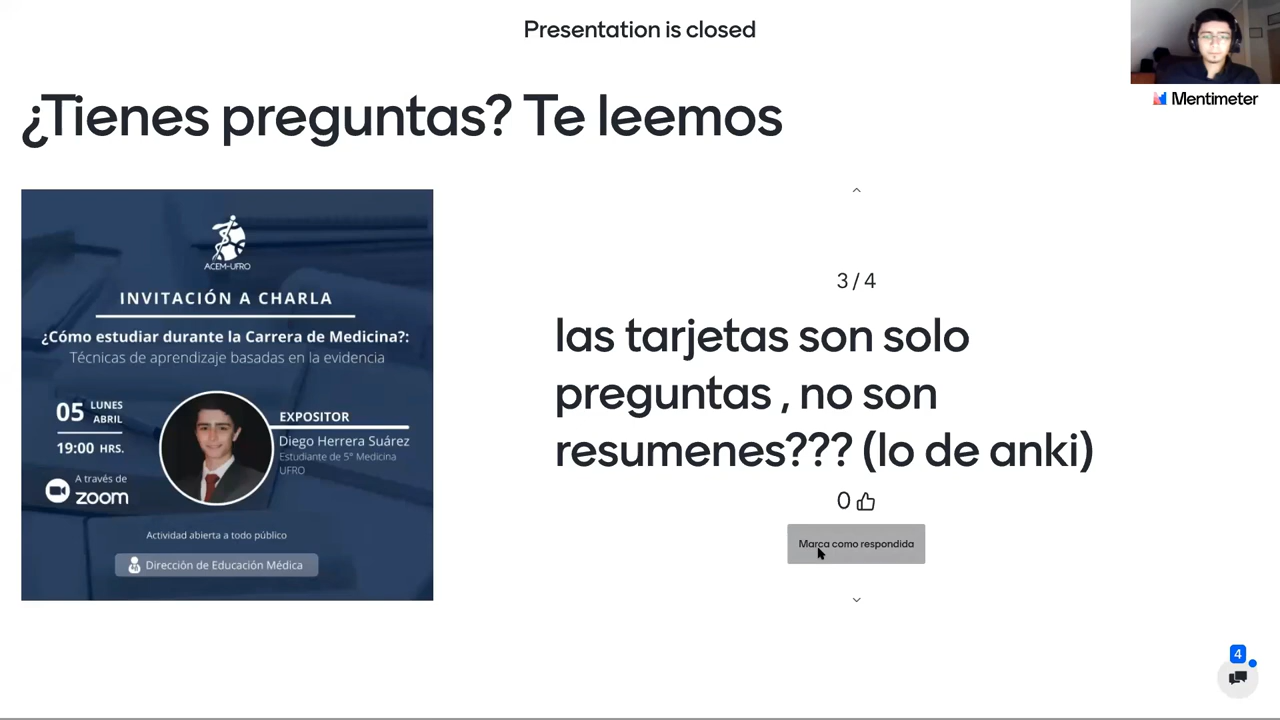 Presentation is closed
Mentimeter
¿Tienes preguntas? Te leemos
ACEM-UFRO
INVITACIÓN A CHARLA
¿Cómo estudiar durante la Carrera de Medicina?:
Técnicas de aprendizaje basadas en la evidencia
05 LUNES
ABRIL
19:00 HRS.
A través de
zoom
EXPOSITOR
Diego Herrera Suárez
Estudiante de 5° Medicina
UFRO
Actividad abierta a todo público
Dirección de Educación Médica
3 / 4
las tarjetas son solo
preguntas , no son
resumenes??? (lo de anki)
0
Marca como respondida
4